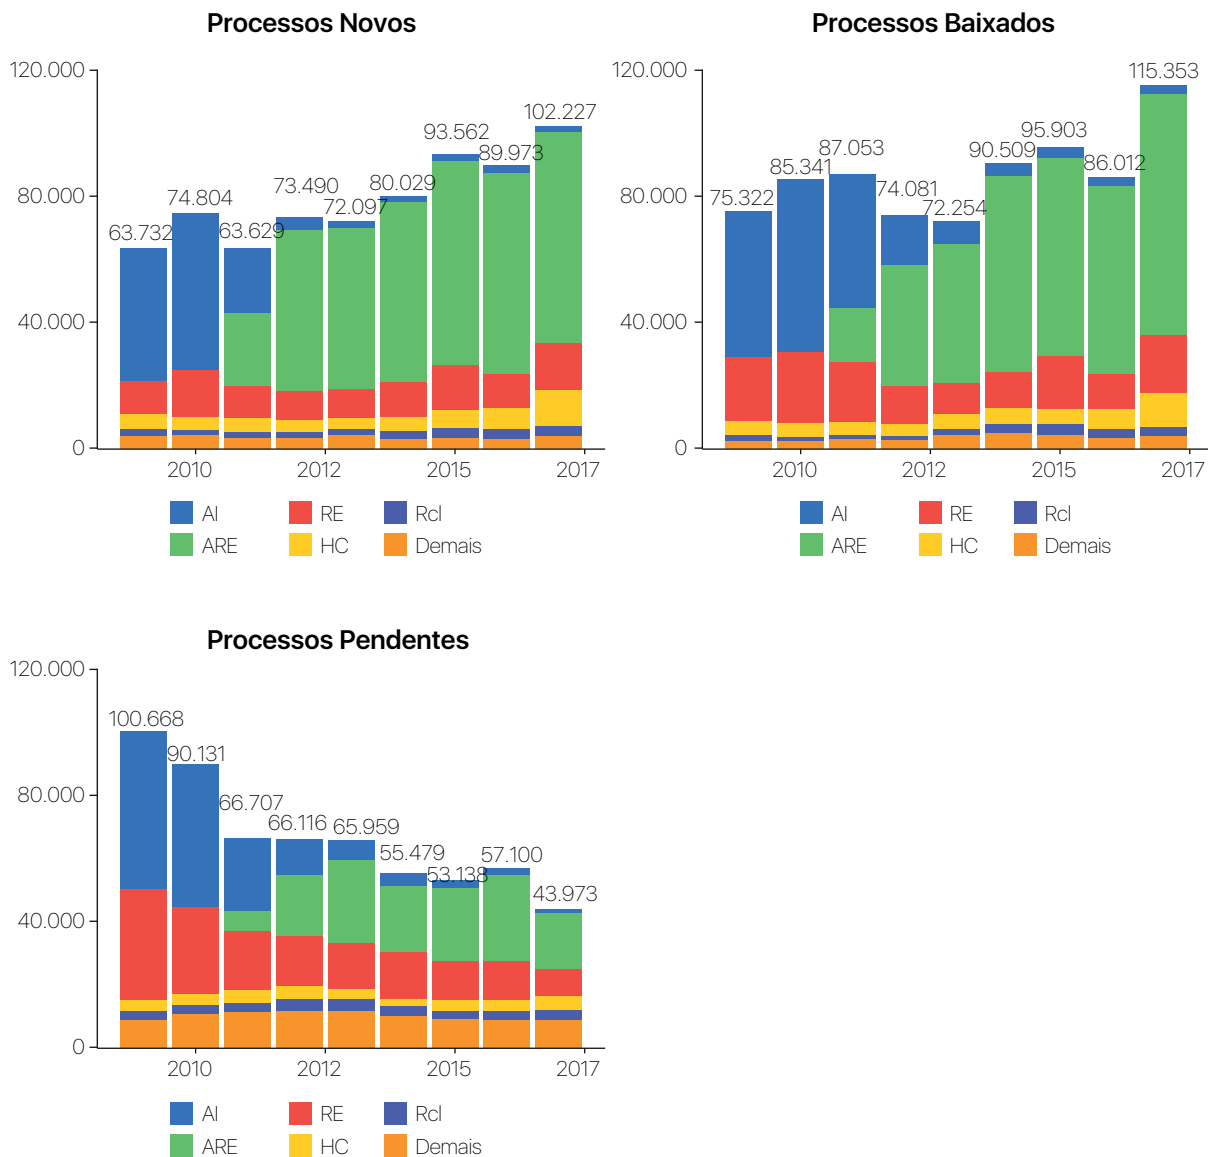 Processos Novos
120.000
80.000
40.000
0
63.732
74.804
63.629
73.490
72.097
80.029
93.562
89.973
102.227
2010
2012
2015
2017
AI
RE
Rcl
ARE
HC
Demais
Processos Baixados
120.000
80.000
40.000
0
75.322
85.341
87.053
74.081
72.254
90.509
95.903
86.012
115.353
2010
2012
2015
2017
AI
RE
Rcl
ARE
HC
Demais
Processos Pendentes
120.000
80.000
40.000
0
100.668
90.131
66.707
66.116
65.959
55.479
53.138
57.100
43.973
2010
2012
2015
2017
AI
RE
Rcl
ARE
HC
Demais